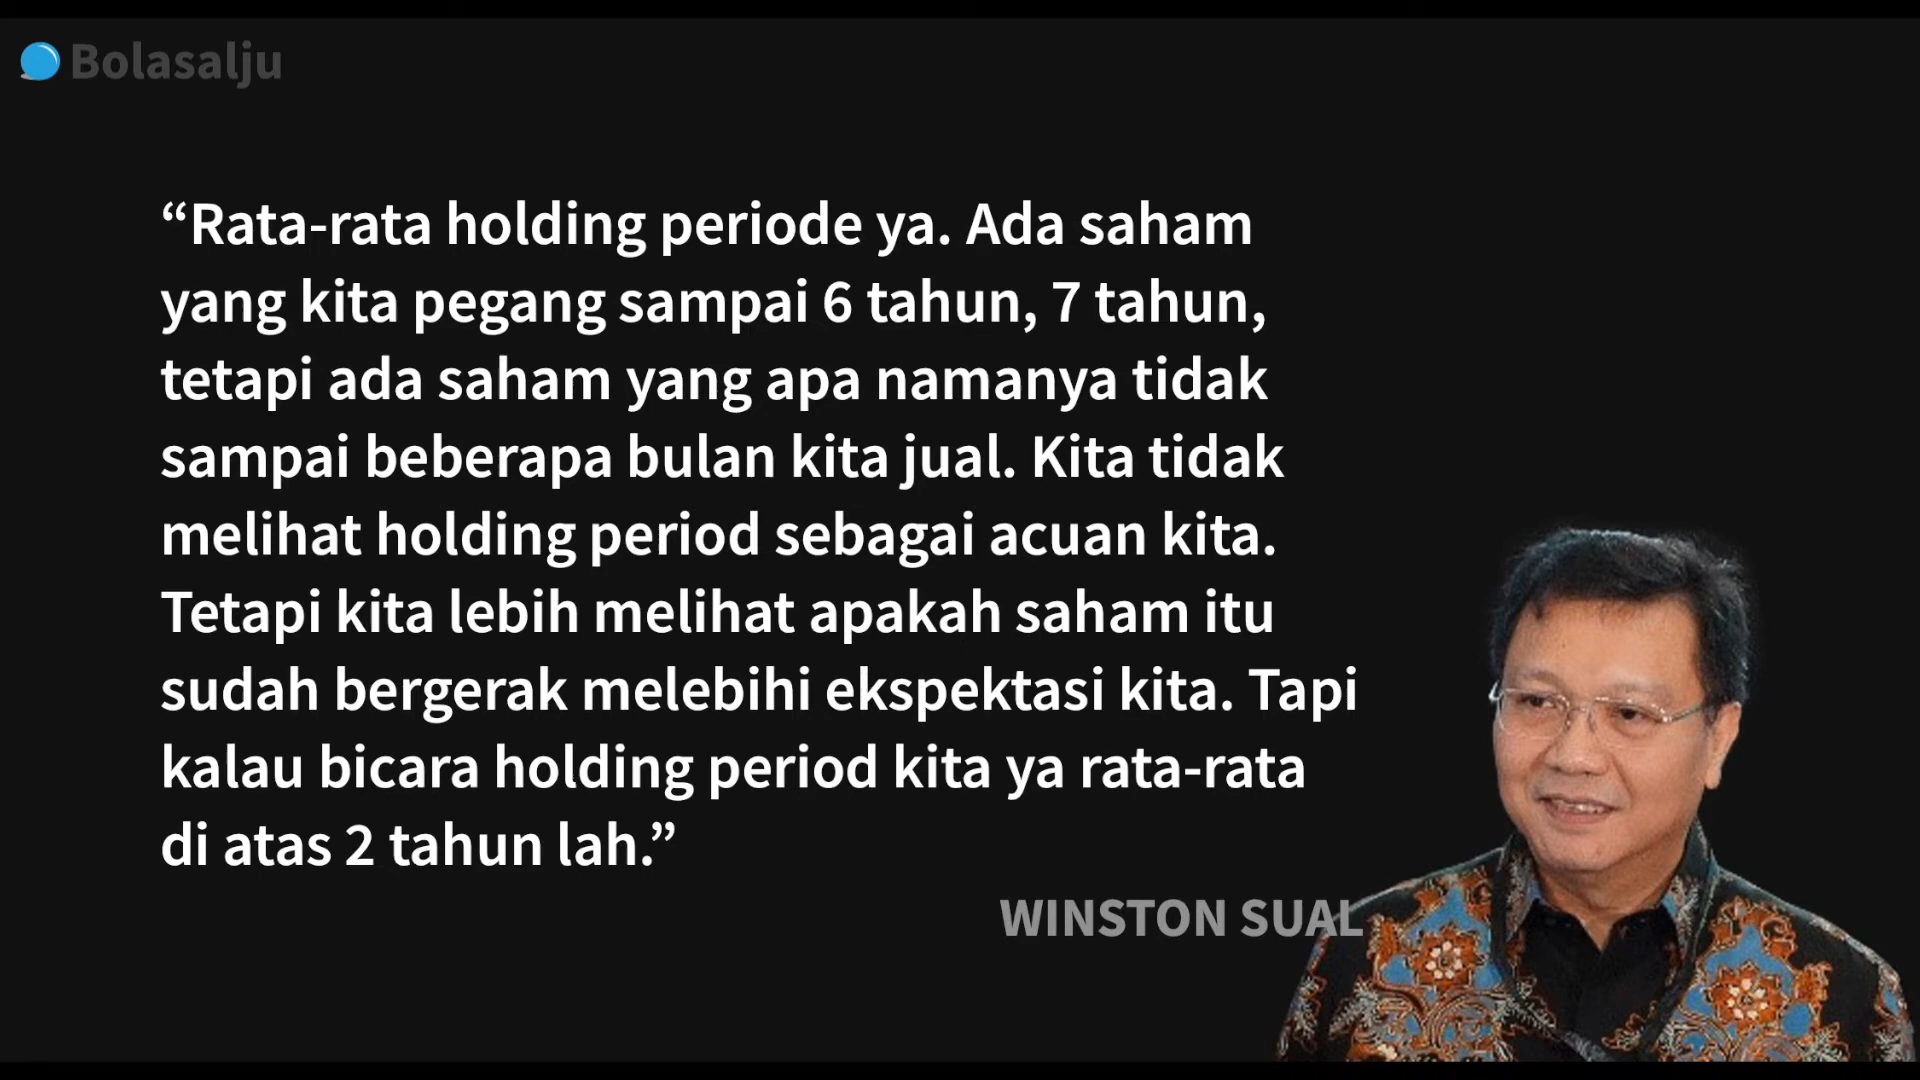 Bolasalju
“Rata-rata holding periode ya. Ada saham
yang kita pegang sampai 6 tahun, 7 tahun,
tetapi ada saham yang apa namanya tidak
sampai beberapa bulan kita jual. Kita tidak
melihat holding period sebagai acuan kita.
Tetapi kita lebih melihat apakah saham itu
sudah bergerak melebihi ekspektasi kita. Tapi
kalau bicara holding period kita ya rata-rata
di atas 2 tahun lah.”
WINSTON SUAL